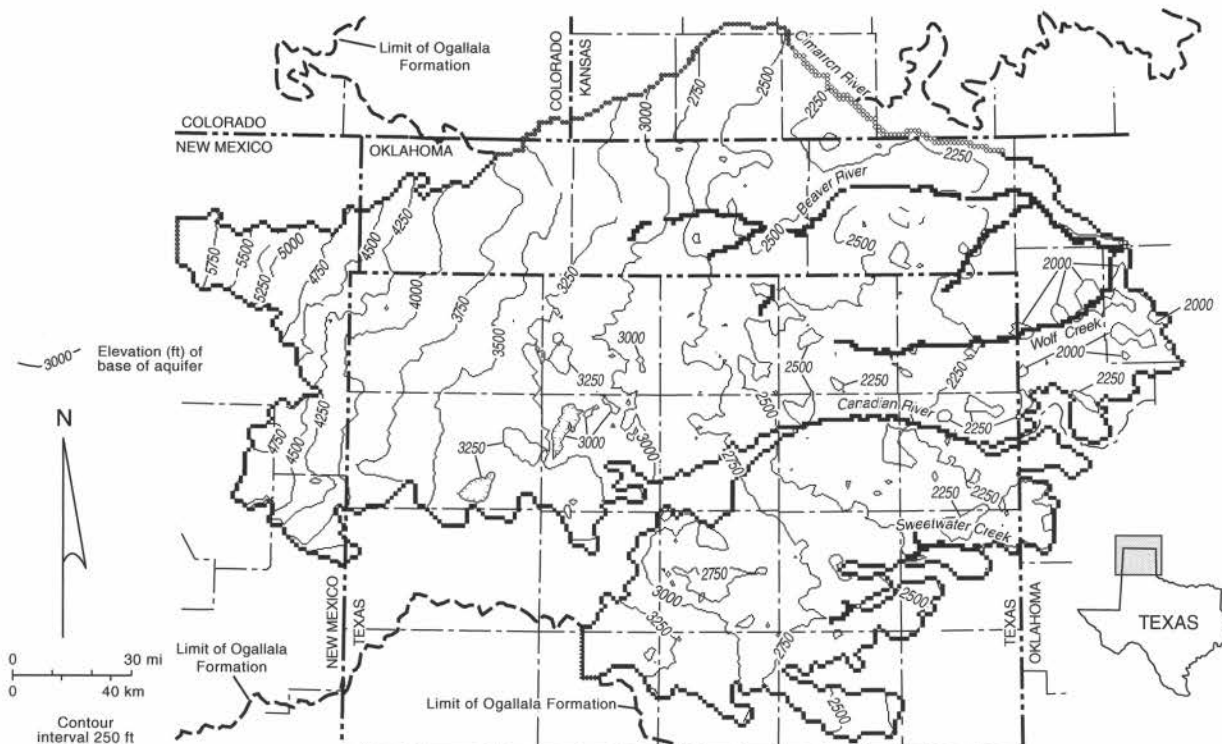 Limit of Ogallala
Formation
COLORADO
KANSAS
Cimarron River
COLORADO
NEW MEXICO
OKLAHOMA
3000
2750
2500
2500
2250
2250
2250
Beaver River
5750
5500
5250
5000
4750
4500
4250
4000
3750
3500
3250
2500
2500
2000
2000
2000
Wolf Creek
3000
Elevation (ft) of
base of aquifer
3000
3250
2500
2250
2250
2250
2250
Canadian River
2500
4750
4500
4250
3250
3000
3000
2750
2250
2250
Sweetwater Creek
N
2750
3000
3250
2750
2500
2500
NEW MEXICO
TEXAS
TEXAS
OKLAHOMA
TEXAS
0 30 mi
0 40 km
Limit of Ogallala
Formation
Limit of Ogallala Formation
Contour
interval 250 ft